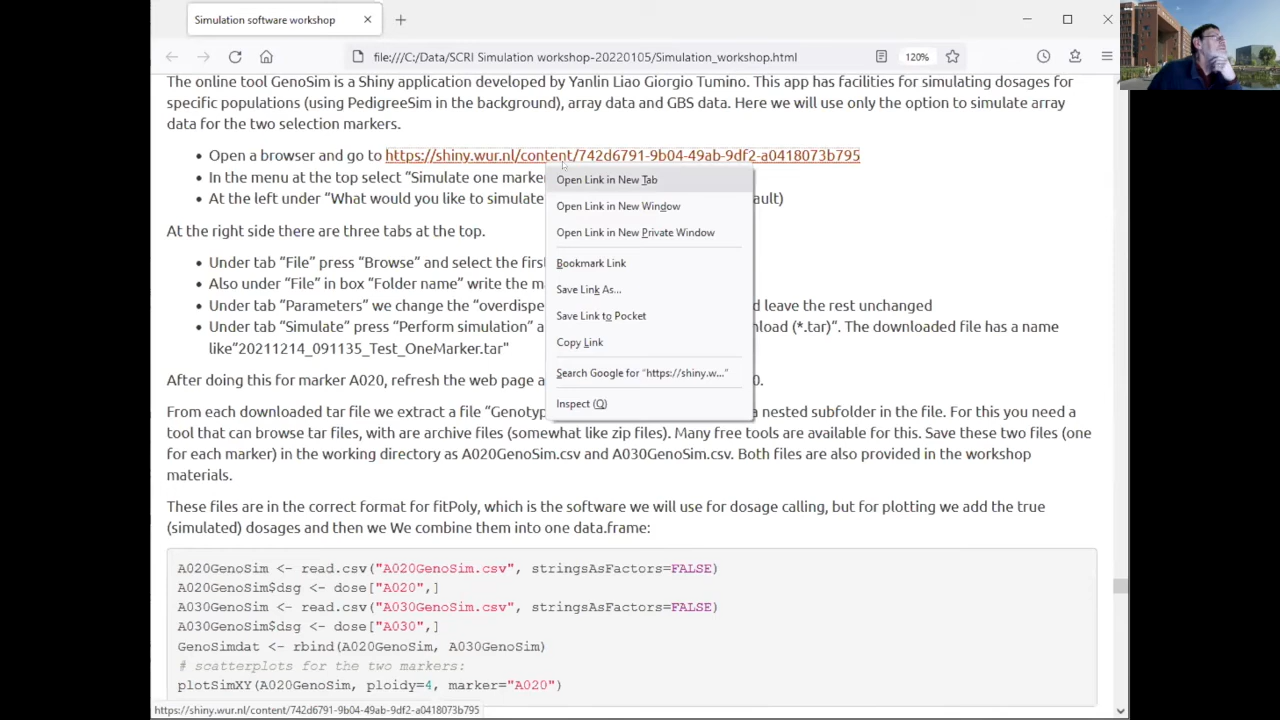 Simulation software workshop
file:///C:/Data/SCRI Simulation workshop-20220105/Simulation_workshop.html
120%
The online tool GenoSim is a Shiny application developed by Yanlin Liao Giorgio Tumino. This app has facilities for simulating dosages for
specific populations (using PedigreeSim in the background), array data and GBS data. Here we will use only the option to simulate array
data for the two selection markers.
• Open a browser and go to https://shiny.wur.nl/content/742d6791-9b04-49ab-9df2-a0418073b795
• In the menu at the top select “Simulate one marke
• At the left under “What would you like to simulate ault)
At the right side there are three tabs at the top.
• Under tab “File” press “Browse” and select the firs
• Also under “File” in box “Folder name” write the ma
• Under tab “Parameters” we change the “overdispe d leave the rest unchanged
• Under tab “Simulate” press “Perform simulation” a nload (*.tar)“. The downloaded file has a name
like“20211214_091135_Test_OneMarker.tar”
After doing this for marker A020, refresh the web page a 0.
From each downloaded tar file we extract a file “Genotyp a nested subfolder in the file. For this you need a
tool that can browse tar files, with are archive files (somewhat like zip files). Many free tools are available for this. Save these two files (one
for each marker) in the working directory as A020GenoSim.csv and A030GenoSim.csv. Both files are also provided in the workshop
materials.
These files are in the correct format for fitPoly, which is the software we will use for dosage calling, but for plotting we add the true
(simulated) dosages and then we We combine them into one data.frame:
A020GenoSim <- read.csv("A020GenoSim.csv", stringsAsFactors=FALSE)
A020GenoSim$dsg <- dose["A020",]
A030GenoSim <- read.csv("A030GenoSim.csv", stringsAsFactors=FALSE)
A030GenoSim$dsg <- dose["A030",]
GenoSimdat <- rbind(A020GenoSim, A030GenoSim)
# scatterplots for the two markers:
plotSimXY(A020GenoSim, ploidy=4, marker="A020")
Open Link in New Tab
Open Link in New Window
Open Link in New Private Window
Bookmark Link
Save Link As...
Save Link to Pocket
Copy Link
Search Google for “https://shiny.w...”
Inspect (Q)
https://shiny.wur.nl/content/742d6791-9b04-49ab-9df2-a0418073b795